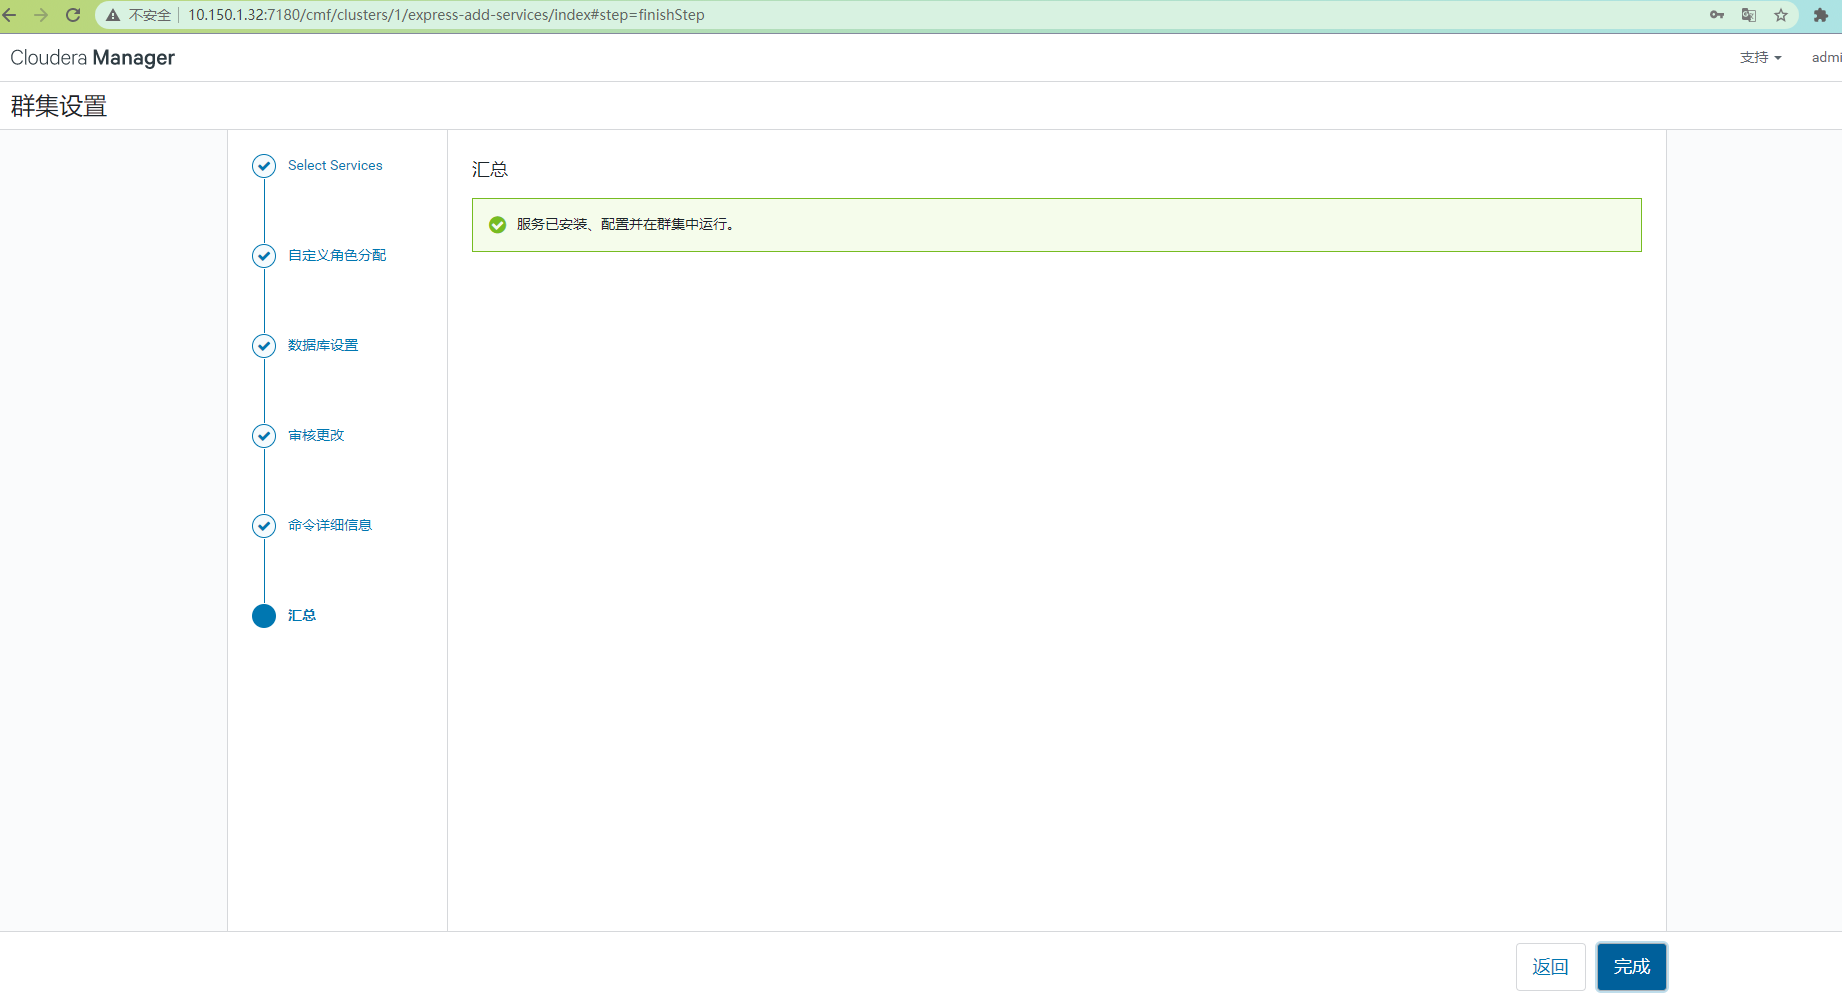 不安全 10.150.1.32:7180/cmf/clusters/1/express-add-services/index#step=finishStep
Cloudera Manager
支持 admi
群集设置
Select Services
自定义角色分配
数据库设置
审核更改
命令详细信息
汇总
汇总
服务已安装、配置并在群集中运行。
返回 完成